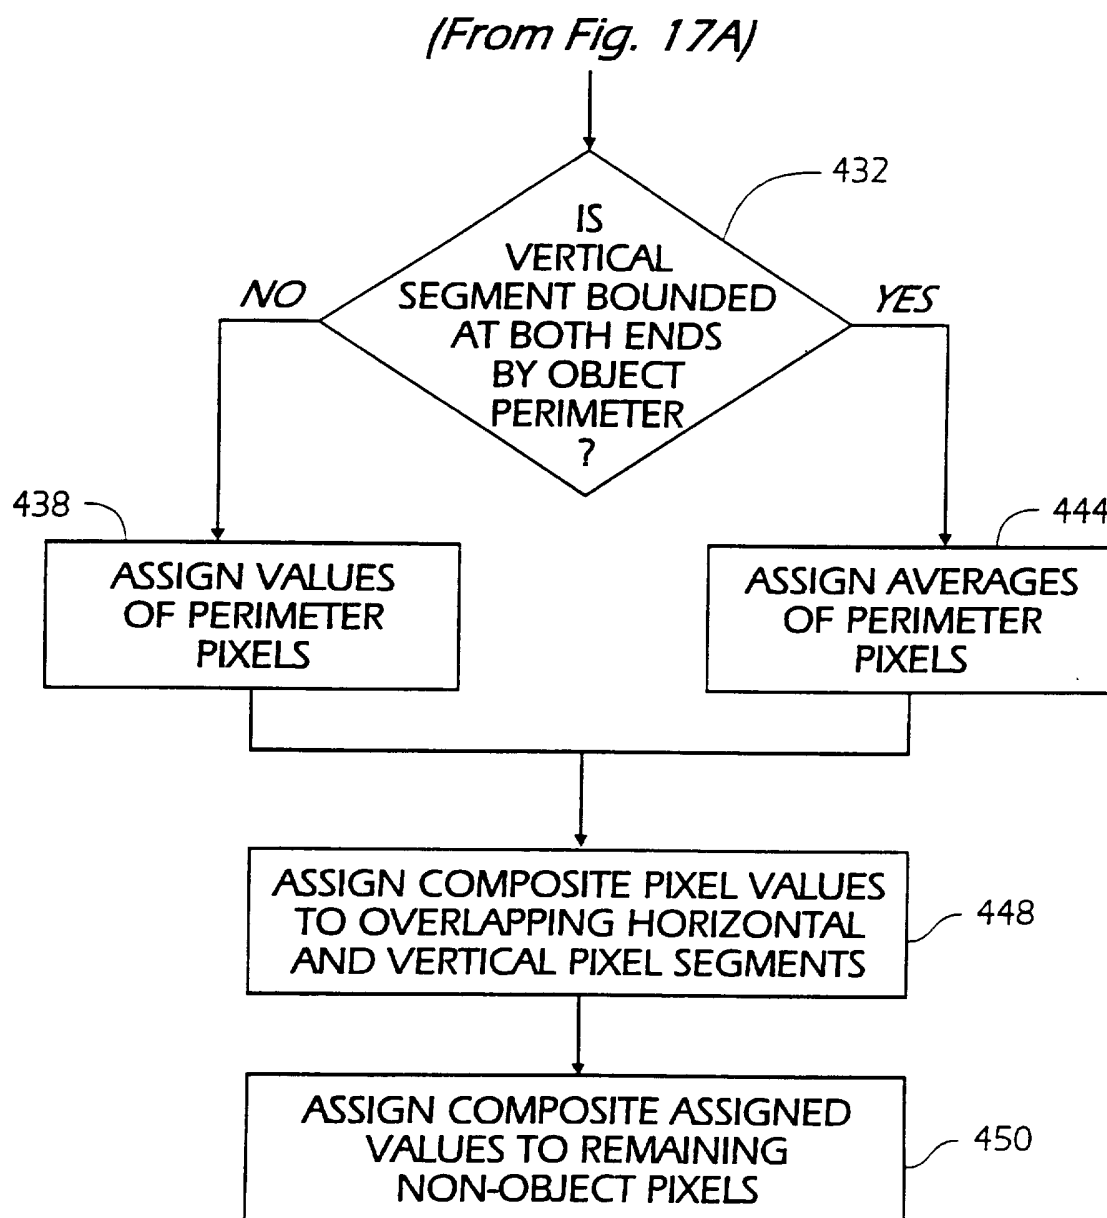 (From Fig. 17A)
432
IS
VERTICAL
SEGMENT BOUNDED
AT BOTH ENDS
BY OBJECT
PERIMETER
?
NO
YES
438
ASSIGN VALUES
OF PERIMETER
PIXELS
444
ASSIGN AVERAGES
OF PERIMETER
PIXELS
ASSIGN COMPOSITE PIXEL VALUES
TO OVERLAPPING HORIZONTAL
AND VERTICAL PIXEL SEGMENTS
448
ASSIGN COMPOSITE ASSIGNED
VALUES TO REMAINING
NON-OBJECT PIXELS
450